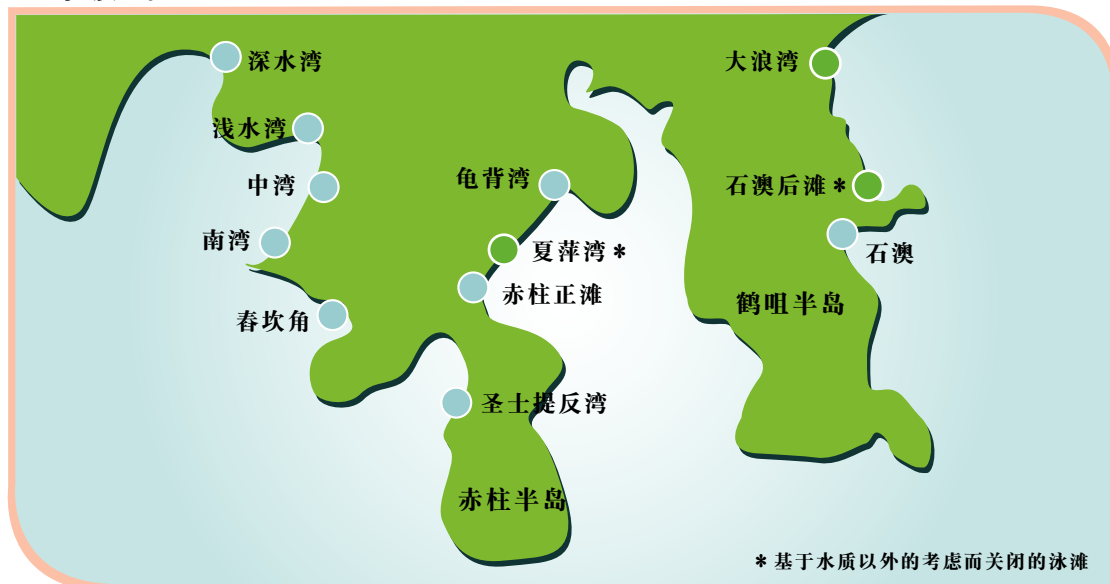 深水湾
大浪湾
浅水湾
中湾
龟背湾
石澳后滩*
南湾
夏萍湾*
石澳
赤柱正滩
鹤咀半岛
舂坎角
圣士提反湾
赤柱半岛
* 基于水质以外的考虑而关闭的泳滩